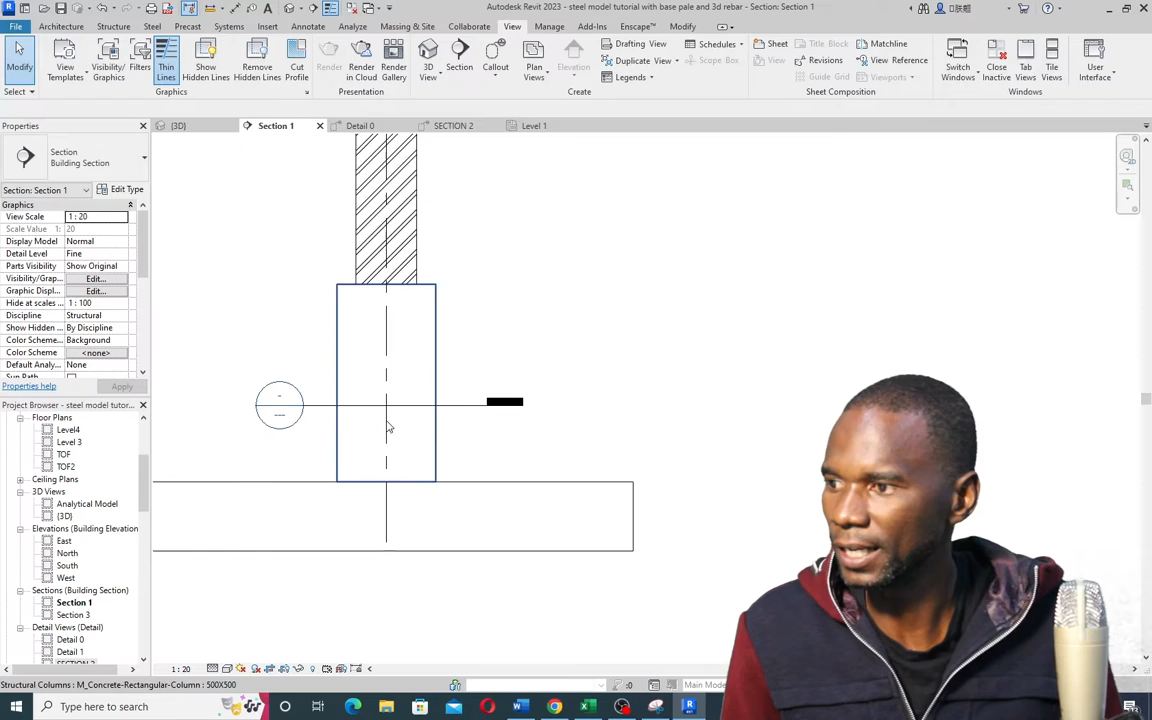 Autodesk Revit 2023 - steel model tutorial with base pale and 3d rebar - Section: Section 1
File Architecture Structure Steel Precast Systems Insert Annotate Analyze Massing & Site Collaborate View Manage Add-Ins Enscape™ Modify
Modify
View Templates
Visibility/ Graphics
Filters
Thin Lines
Show Hidden Lines
Remove Hidden Lines
Cut Profile
Render
Render in Cloud
Render Gallery
3D View
Section
Callout
Plan Views
Elevation
Drafting View
Duplicate View
Legends
Schedules
Scope Box
Sheet
View
Title Block
Revisions
Guide Grid
Matchline
View Reference
Viewports
Switch Windows
Close Inactive
Tab Views
Tile Views
User Interface
Select
Graphics
Presentation
Create
Sheet Composition
Windows
Properties
{3D}
Section 1
Detail 0
SECTION 2
Level 1
Section
Building Section
Section: Section 1
Edit Type
Graphics
View Scale 1 : 20
Scale Value 1: 20
Display Model Normal
Detail Level Fine
Parts Visibility Show Original
Visibility/Grap... Edit...
Graphic Displ... Edit...
Hide at scales ... 1 : 100
Discipline Structural
Show Hidden ... By Discipline
Color Scheme ... Background
Color Scheme <none>
Default Analy... None
Properties help
Apply
Project Browser - steel model tutor...
Floor Plans
Level4
Level 3
TOF
TOF2
Ceiling Plans
3D Views
Analytical Model
{3D}
Elevations (Building Elevation
East
North
South
West
Sections (Building Section)
Section 1
Section 3
Detail Views (Detail)
Detail 0
Detail 1
1 : 20
Structural Columns : M_Concrete-Rectangular-Column : 500X500
:0
Main Mode
Type here to search